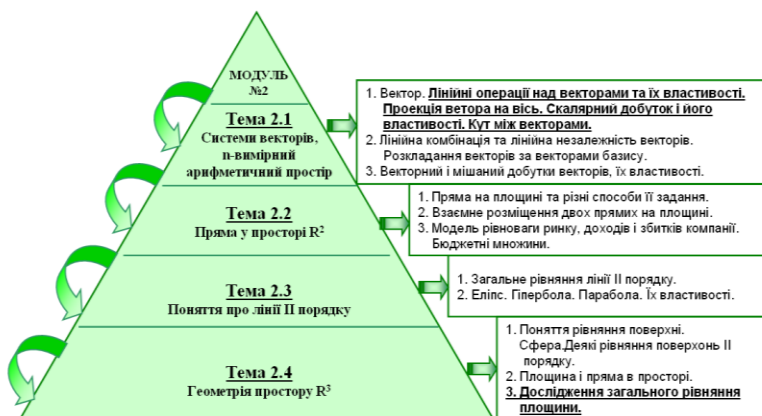 МОДУЛЬ
№2
Тема 2.1
Системи векторів,
n-вимірний
арифметичний простір
1. Вектор. Лінійні операції над векторами та їх властивості.
Проекція ветора на вісь. Скалярний добуток і його
властивості. Кут між векторами.
2. Лінійна комбінація та лінійна незалежність векторів.
Розкладання векторів за векторами базису.
3. Векторний і мішаний добутки векторів, їх властивості.
Тема 2.2
Пряма у просторі R²
1. Пряма на площині та різні способи її задання.
2. Взаємне розміщення двох прямих на площині.
3. Модель рівноваги ринку, доходів і збитків компанії.
Бюджетні множини.
Тема 2.3
Поняття про лінії II порядку
1. Загальне рівняння лінії II порядку.
2. Еліпс. Гіпербола. Парабола. Їх властивості.
Тема 2.4
Геометрія простору R³
1. Поняття рівняння поверхні.
Сфера.Деякі рівняння поверхонь II
порядку.
2. Площина і пряма в просторі.
3. Дослідження загального рівняння
площини.